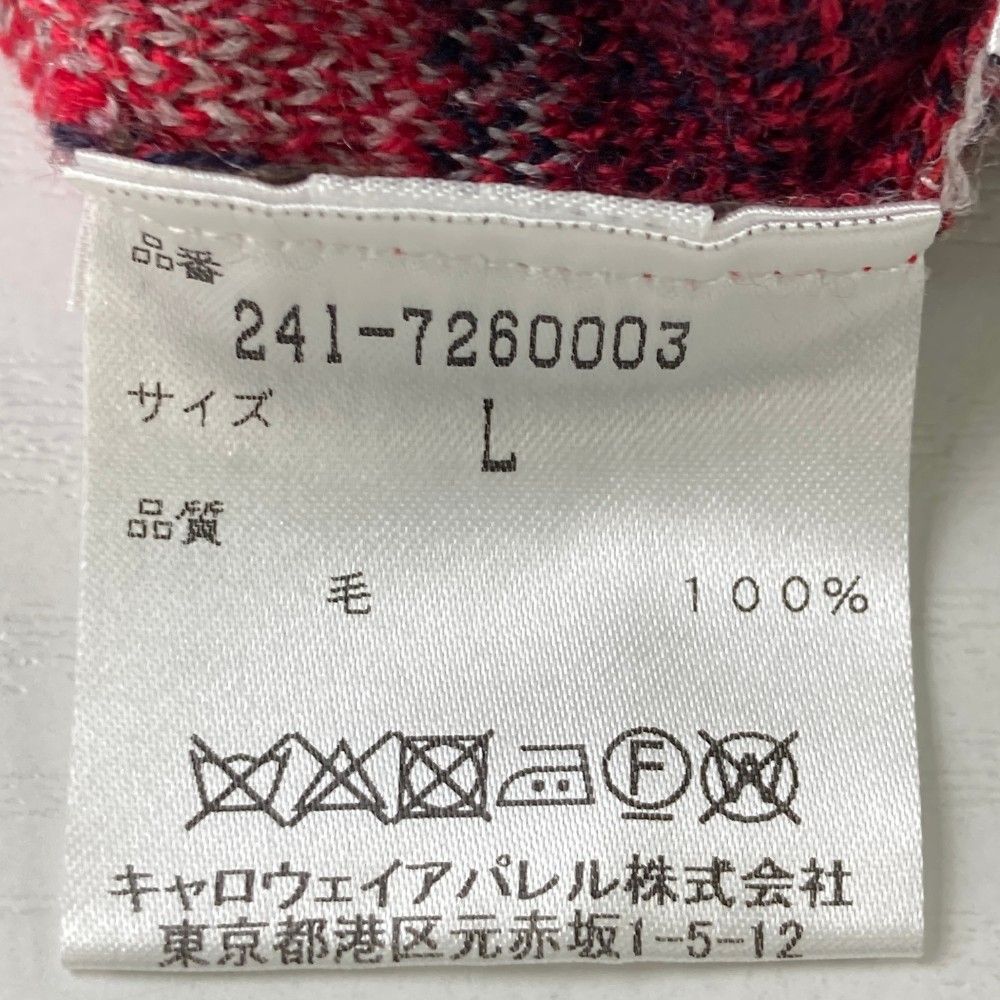 品番
241-7260003
サイズ
L
品質
毛 100%
F W
キャロウェイアパレル株式会社
東京都港区元赤坂1-5-12